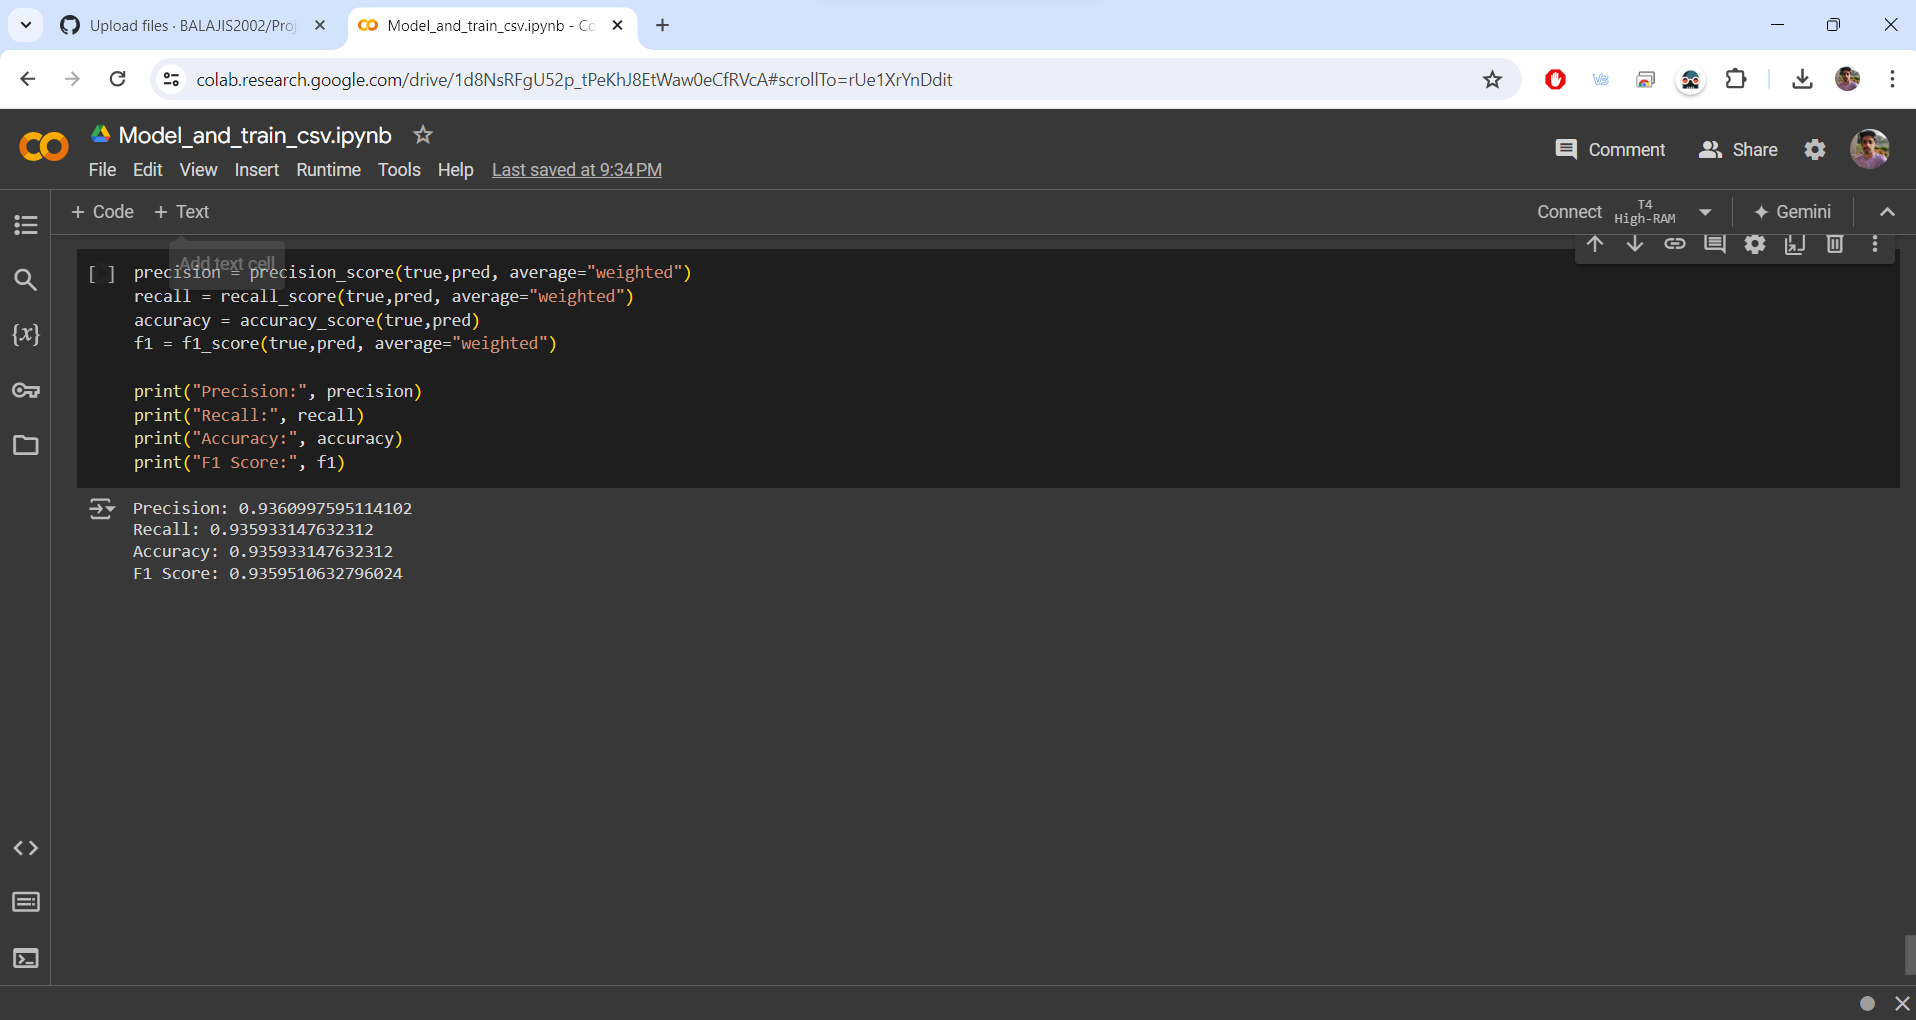 Upload files · BALAJIS2002/Proj
Model_and_train_csv.ipynb - Co
colab.research.google.com/drive/1d8NsRFgU52p_tPeKhJ8EtWaw0eCfRVcA#scrollTo=rUe1XrYnDdit
Model_and_train_csv.ipynb
Comment
Share
File Edit View Insert Runtime Tools Help Last saved at 9:34 PM
+ Code + Text
Connect T4 High-RAM
Gemini
Add text cell
[ ] precision = precision_score(true,pred, average="weighted")
recall = recall_score(true,pred, average="weighted")
accuracy = accuracy_score(true,pred)
f1 = f1_score(true,pred, average="weighted")
print("Precision:", precision)
print("Recall:", recall)
print("Accuracy:", accuracy)
print("F1 Score:", f1)
Precision: 0.9360997595114102
Recall: 0.935933147632312
Accuracy: 0.935933147632312
F1 Score: 0.9359510632796024
{x}